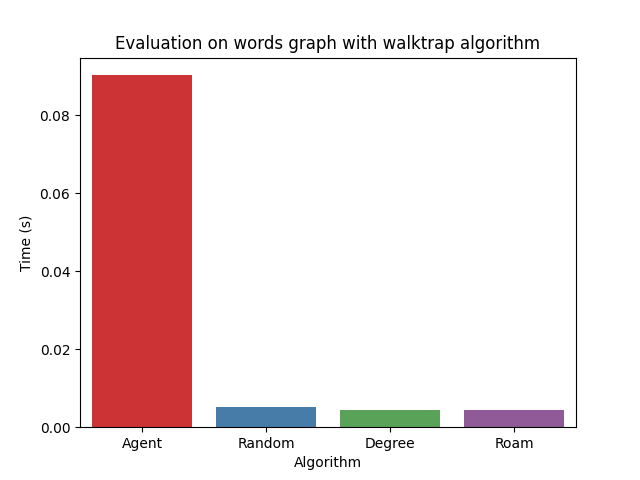 Evaluation on words graph with walktrap algorithm
Time (s)
0.08
0.06
0.04
0.02
0.00
Agent
Random
Degree
Roam
Algorithm